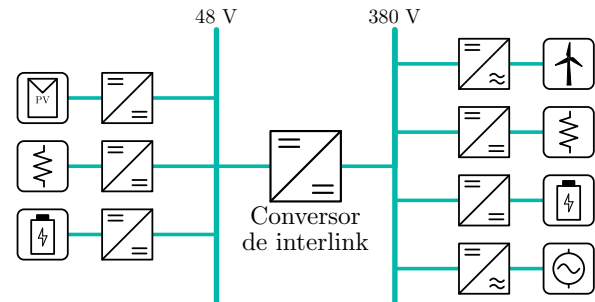 48 V
380 V
PV
Conversor
de interlink